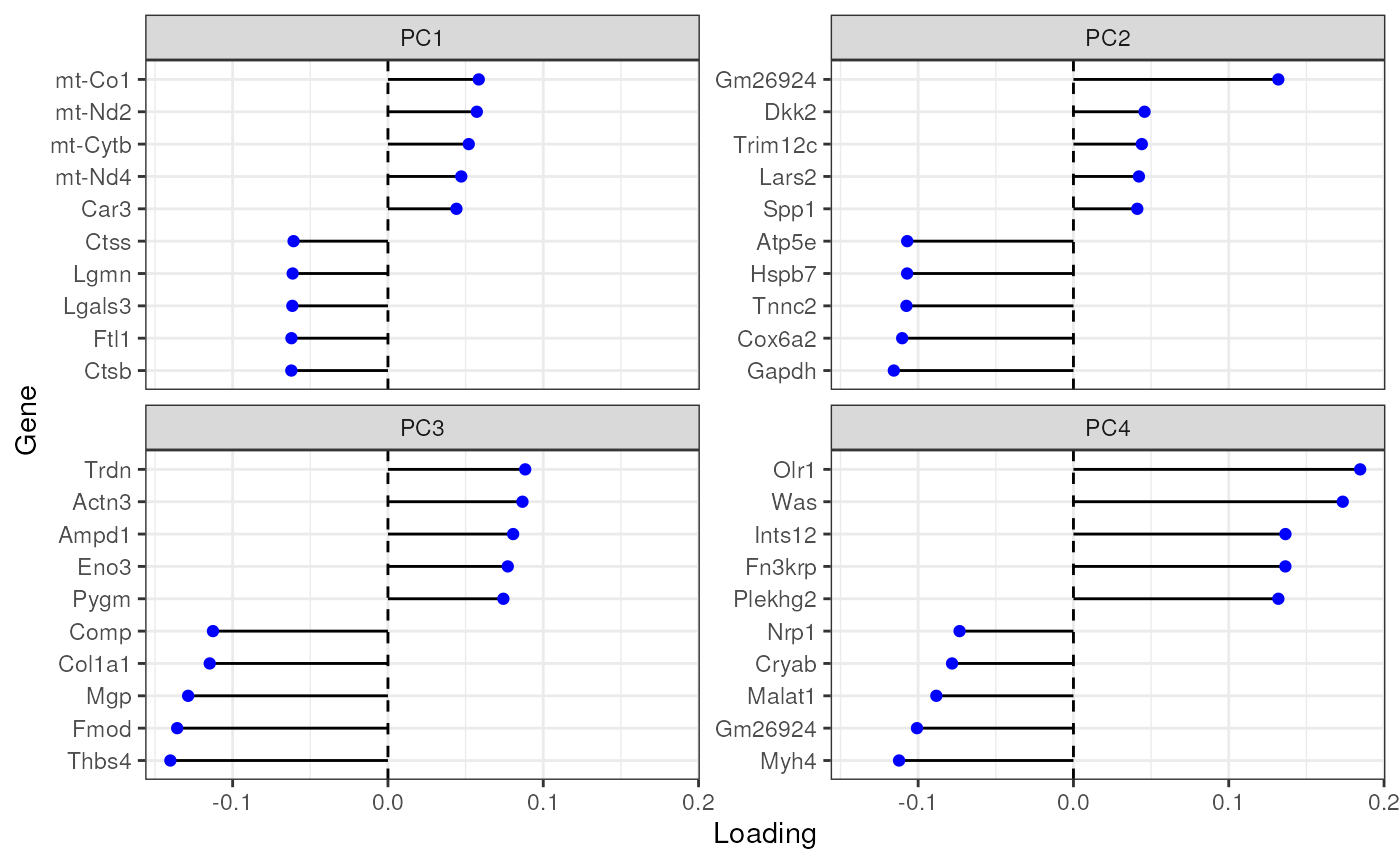 PC1
mt-Co1
mt-Nd2
mt-Cytb
mt-Nd4
Car3
Ctss
Lgmn
Lgals3
Ftl1
Ctsb
PC2
Gm26924
Dkk2
Trim12c
Lars2
Spp1
Atp5e
Hspb7
Tnnc2
Cox6a2
Gapdh
Gene
PC3
Trdn
Actn3
Ampd1
Eno3
Pygm
Comp
Col1a1
Mgp
Fmod
Thbs4
-0.1 0.0 0.1 0.2
PC4
Olr1
Was
Ints12
Fn3krp
Plekhg2
Nrp1
Cryab
Malat1
Gm26924
Myh4
-0.1 0.0 0.1 0.2
Loading